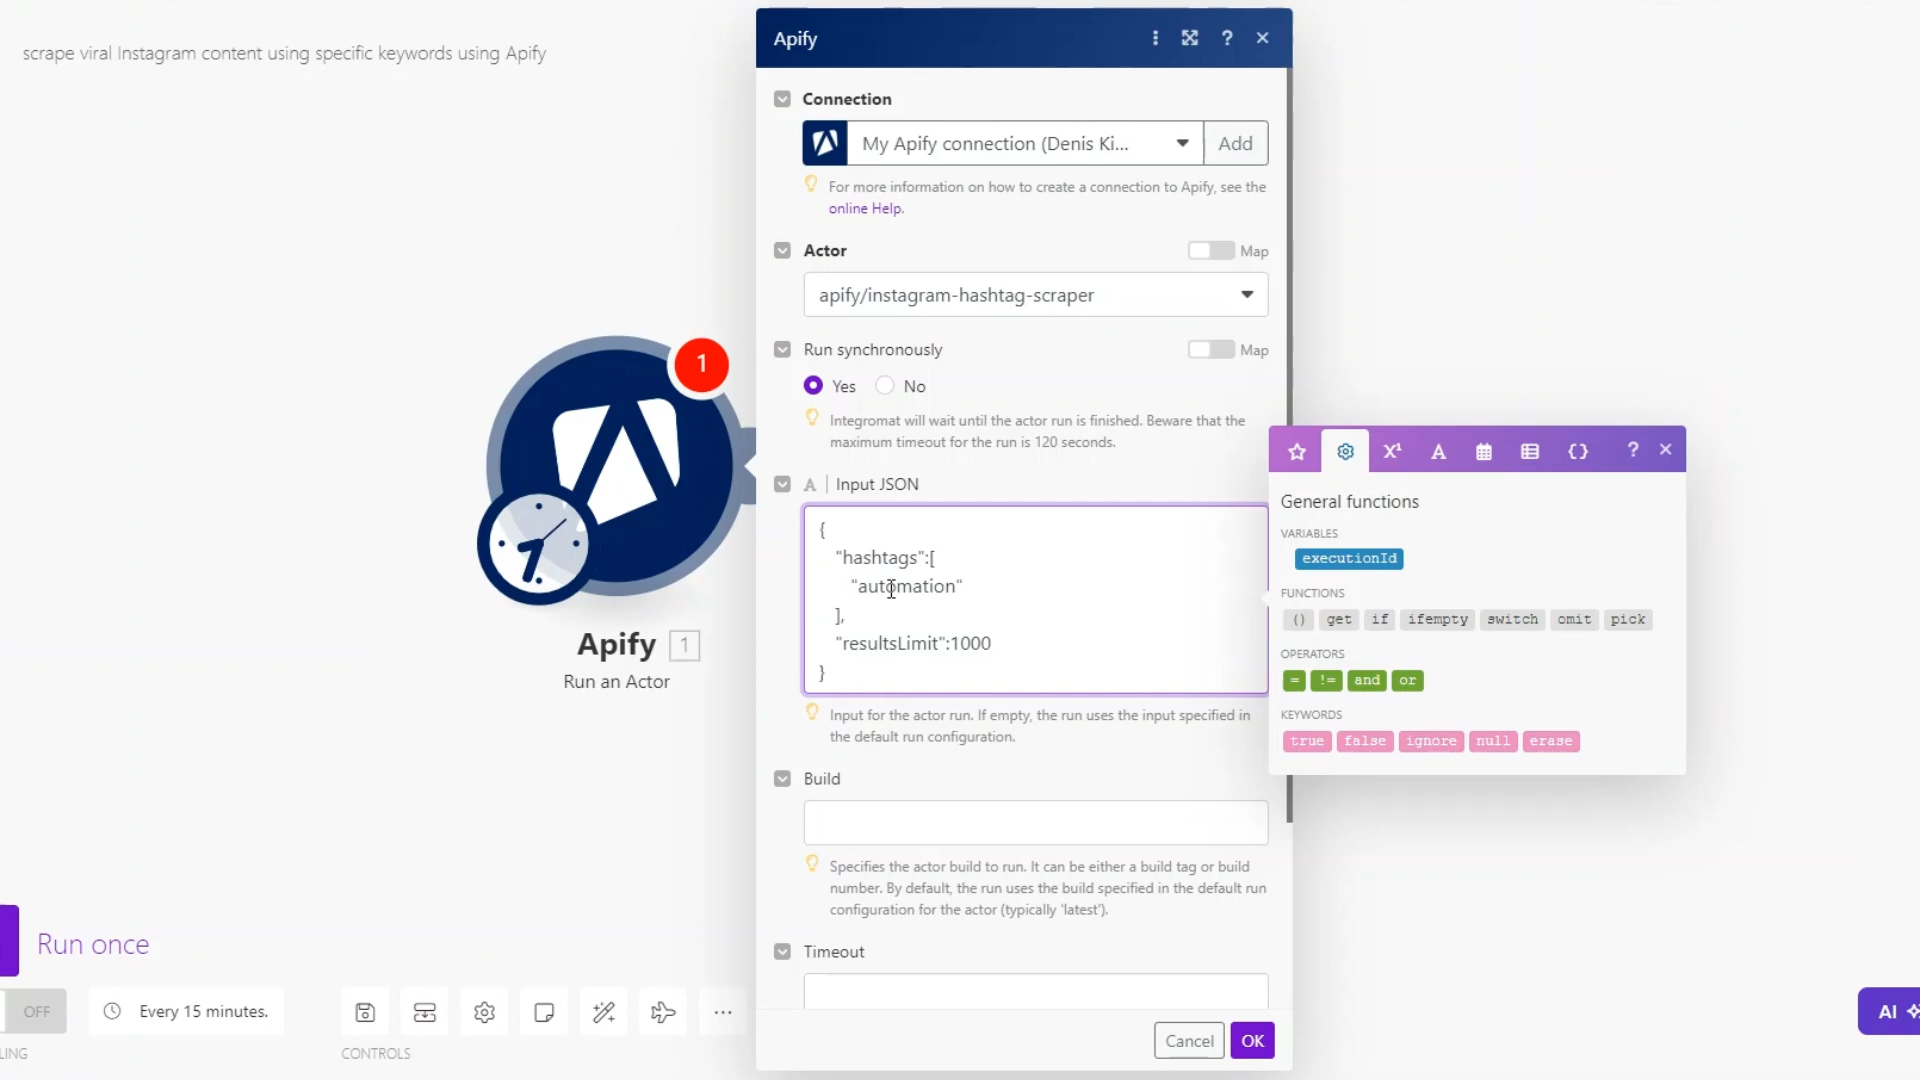 scrape viral Instagram content using specific keywords using Apify
Apify
?
Connection
My Apify connection (Denis Ki...
Add
For more information on how to create a connection to Apify, see the
online Help.
Actor
Map
apify/instagram-hashtag-scraper
Run synchronously
Map
Yes
No
Integromat will wait until the actor run is finished. Beware that the
maximum timeout for the run is 120 seconds.
A
Input JSON
{
"hashtags":[
"automation"
],
"resultsLimit":1000
}
Input for the actor run. If empty, the run uses the input specified in
the default run configuration.
Build
Specifies the actor build to run. It can be either a build tag or build
number. By default, the run uses the build specified in the default run
configuration for the actor (typically 'latest').
Timeout
Cancel
OK
1
Apify 1
Run an Actor
X¹
A
{}
?
General functions
VARIABLES
executionId
FUNCTIONS
() get if ifempty switch omit pick
OPERATORS
= != and or
KEYWORDS
true false ignore null erase
Run once
OFF
Every 15 minutes.
LING
CONTROLS
AI